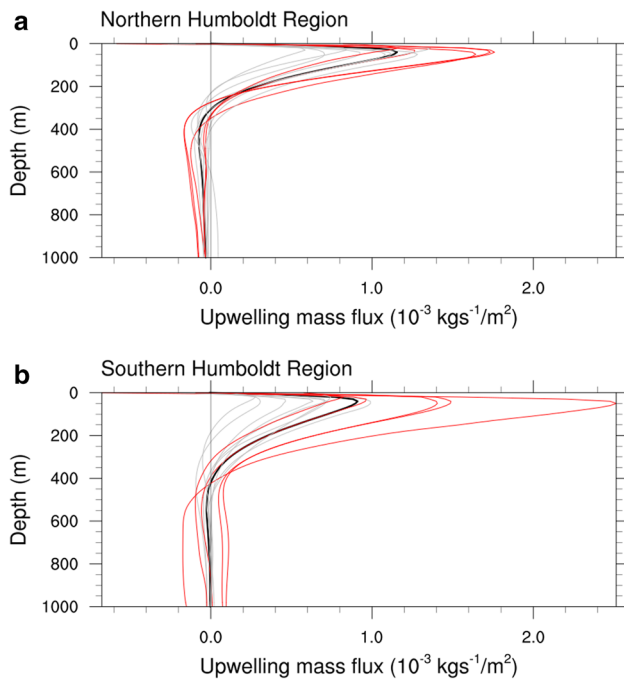 a
Northern Humboldt Region
0
200
400
600
800
1000
Depth (m)
0.0 1.0 2.0
Upwelling mass flux (10⁻³ kgs⁻¹/m²)
b
Southern Humboldt Region
0
200
400
600
800
1000
Depth (m)
0.0 1.0 2.0
Upwelling mass flux (10⁻³ kgs⁻¹/m²)